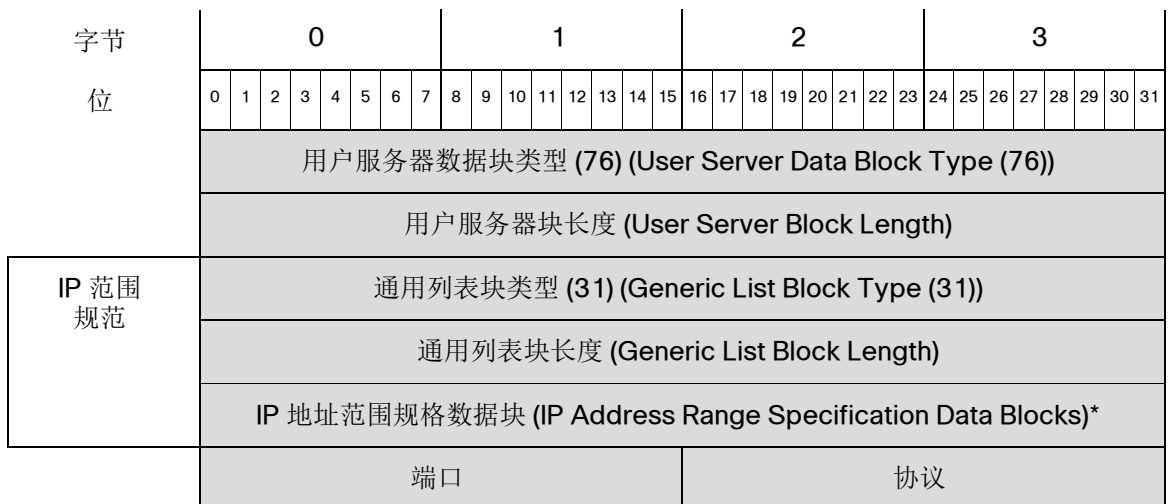 字节 0 1 2 3
位 0 1 2 3 4 5 6 7 8 9 10 11 12 13 14 15 16 17 18 19 20 21 22 23 24 25 26 27 28 29 30 31
用户服务器数据块类型 (76) (User Server Data Block Type (76))
用户服务器块长度 (User Server Block Length)
IP 范围
规范
通用列表块类型 (31) (Generic List Block Type (31))
通用列表块长度 (Generic List Block Length)
IP 地址范围规格数据块 (IP Address Range Specification Data Blocks)*
端口 协议